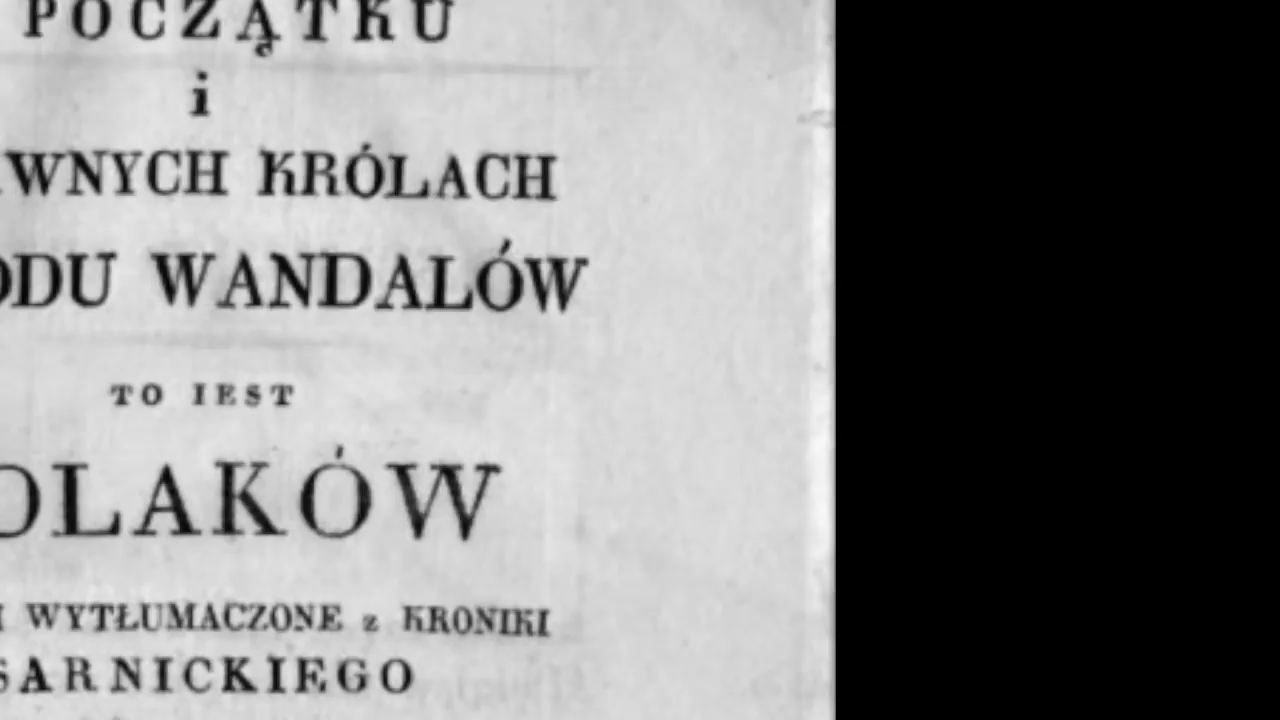 POCZĄTKU
i
WNYCH KRÓLACH
ODU WANDALÓW
TO IEST
OLAKÓW
WYTŁUMACZONE z KRONIKI
SARNICKIEGO